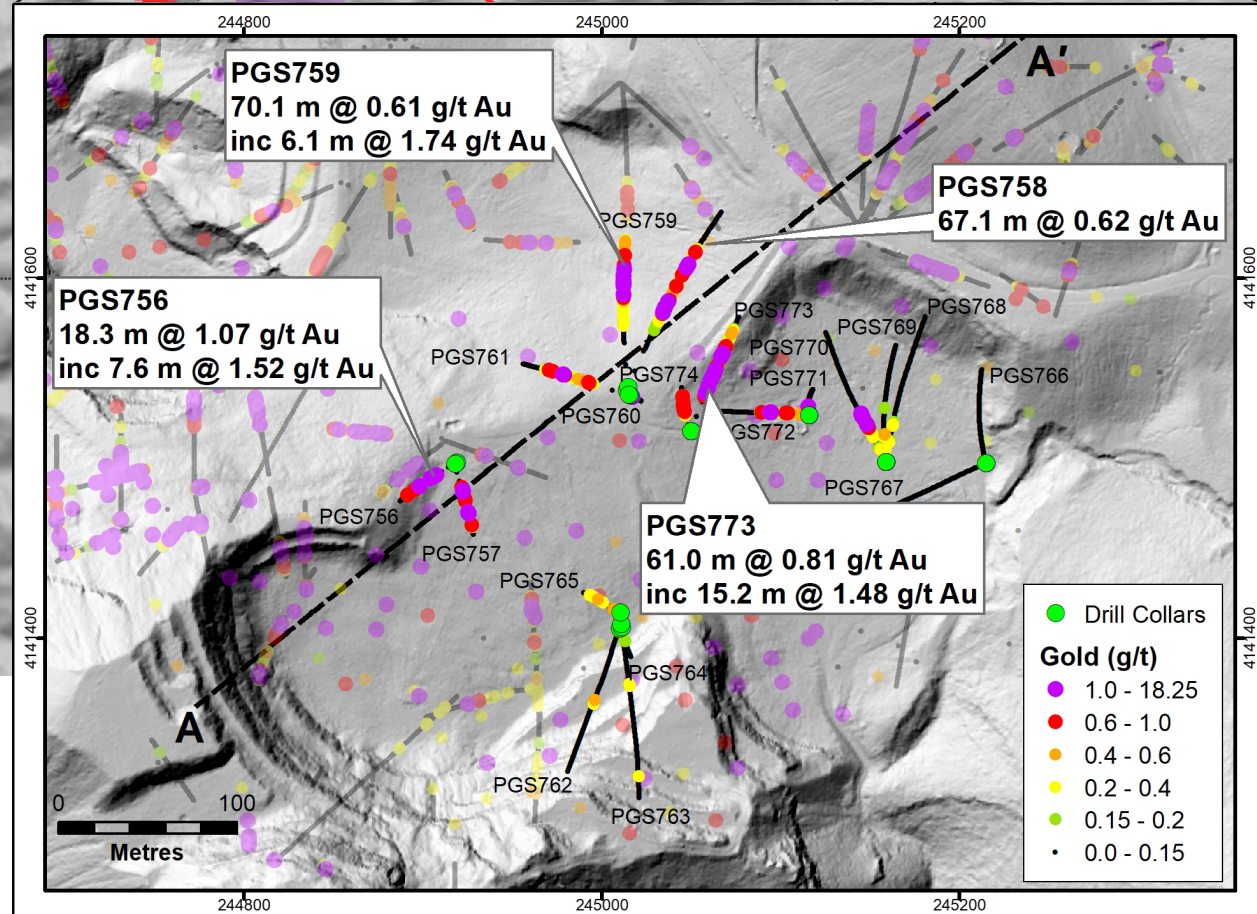 244800
245000
245200
A'
PGS759
70.1 m @ 0.61 g/t Au
inc 6.1 m @ 1.74 g/t Au
PGS758
67.1 m @ 0.62 g/t Au
PGS759
4141600
4141600
PGS756
18.3 m @ 1.07 g/t Au
inc 7.6 m @ 1.52 g/t Au
PGS773
PGS768
PGS769
PGS770
PGS761
PGS774
PGS771
PGS766
PGS760
PGS772
PGS767
PGS756
PGS757
PGS773
61.0 m @ 0.81 g/t Au
inc 15.2 m @ 1.48 g/t Au
PGS765
4141400
4141400
PGS764
A
PGS762
PGS763
0 100
Metres
Drill Collars
Gold (g/t)
1.0 - 18.25
0.6 - 1.0
0.4 - 0.6
0.2 - 0.4
0.15 - 0.2
0.0 - 0.15
244800
245000
245200